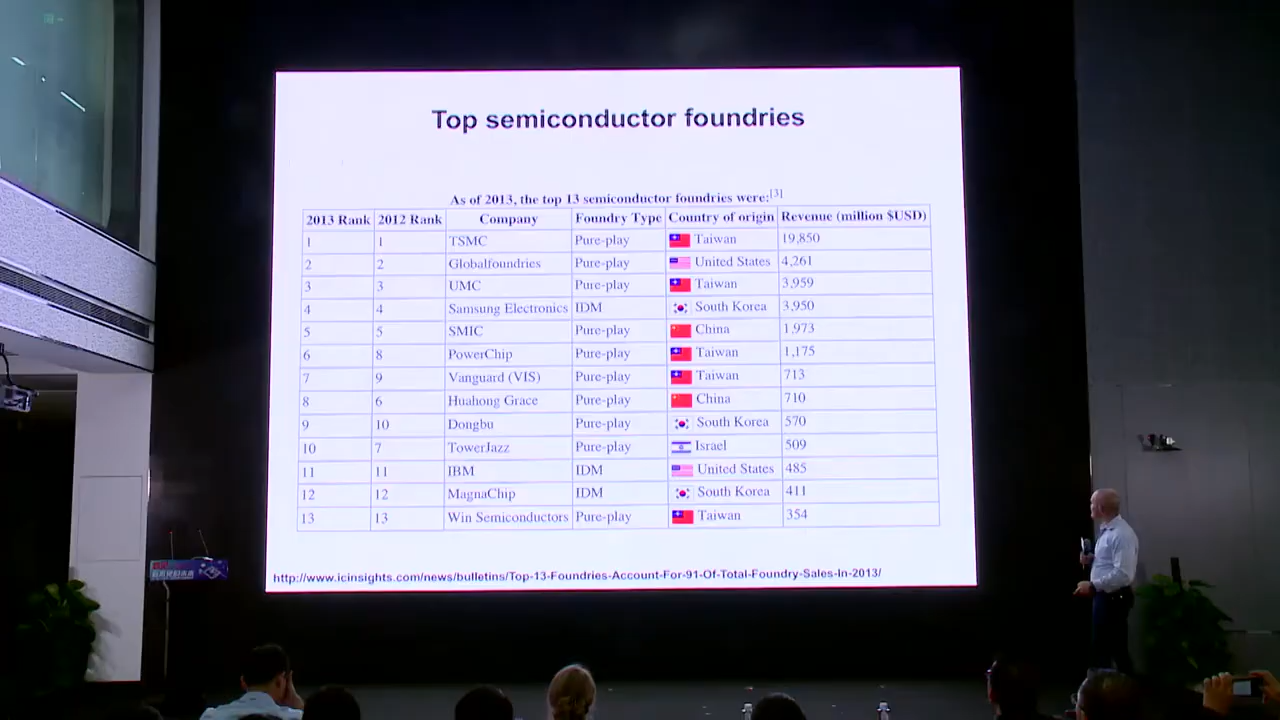 Top semiconductor foundries
As of 2013, the top 13 semiconductor foundries were:[3]
2013 Rank 2012 Rank Company Foundry Type Country of origin Revenue (million $USD)
1 1 TSMC Pure-play Taiwan 19,850
2 2 Globalfoundries Pure-play United States 4,261
3 3 UMC Pure-play Taiwan 3,959
4 4 Samsung Electronics IDM South Korea 3,950
5 5 SMIC Pure-play China 1,973
6 8 PowerChip Pure-play Taiwan 1,175
7 9 Vanguard (VIS) Pure-play Taiwan 713
8 6 Huahong Grace Pure-play China 710
9 10 Dongbu Pure-play South Korea 570
10 7 TowerJazz Pure-play Israel 509
11 11 IBM IDM United States 485
12 12 MagnaChip IDM South Korea 411
13 13 Win Semiconductors Pure-play Taiwan 354
http://www.icinsights.com/news/bulletins/Top-13-Foundries-Account-For-91-Of-Total-Foundry-Sales-In-2013/